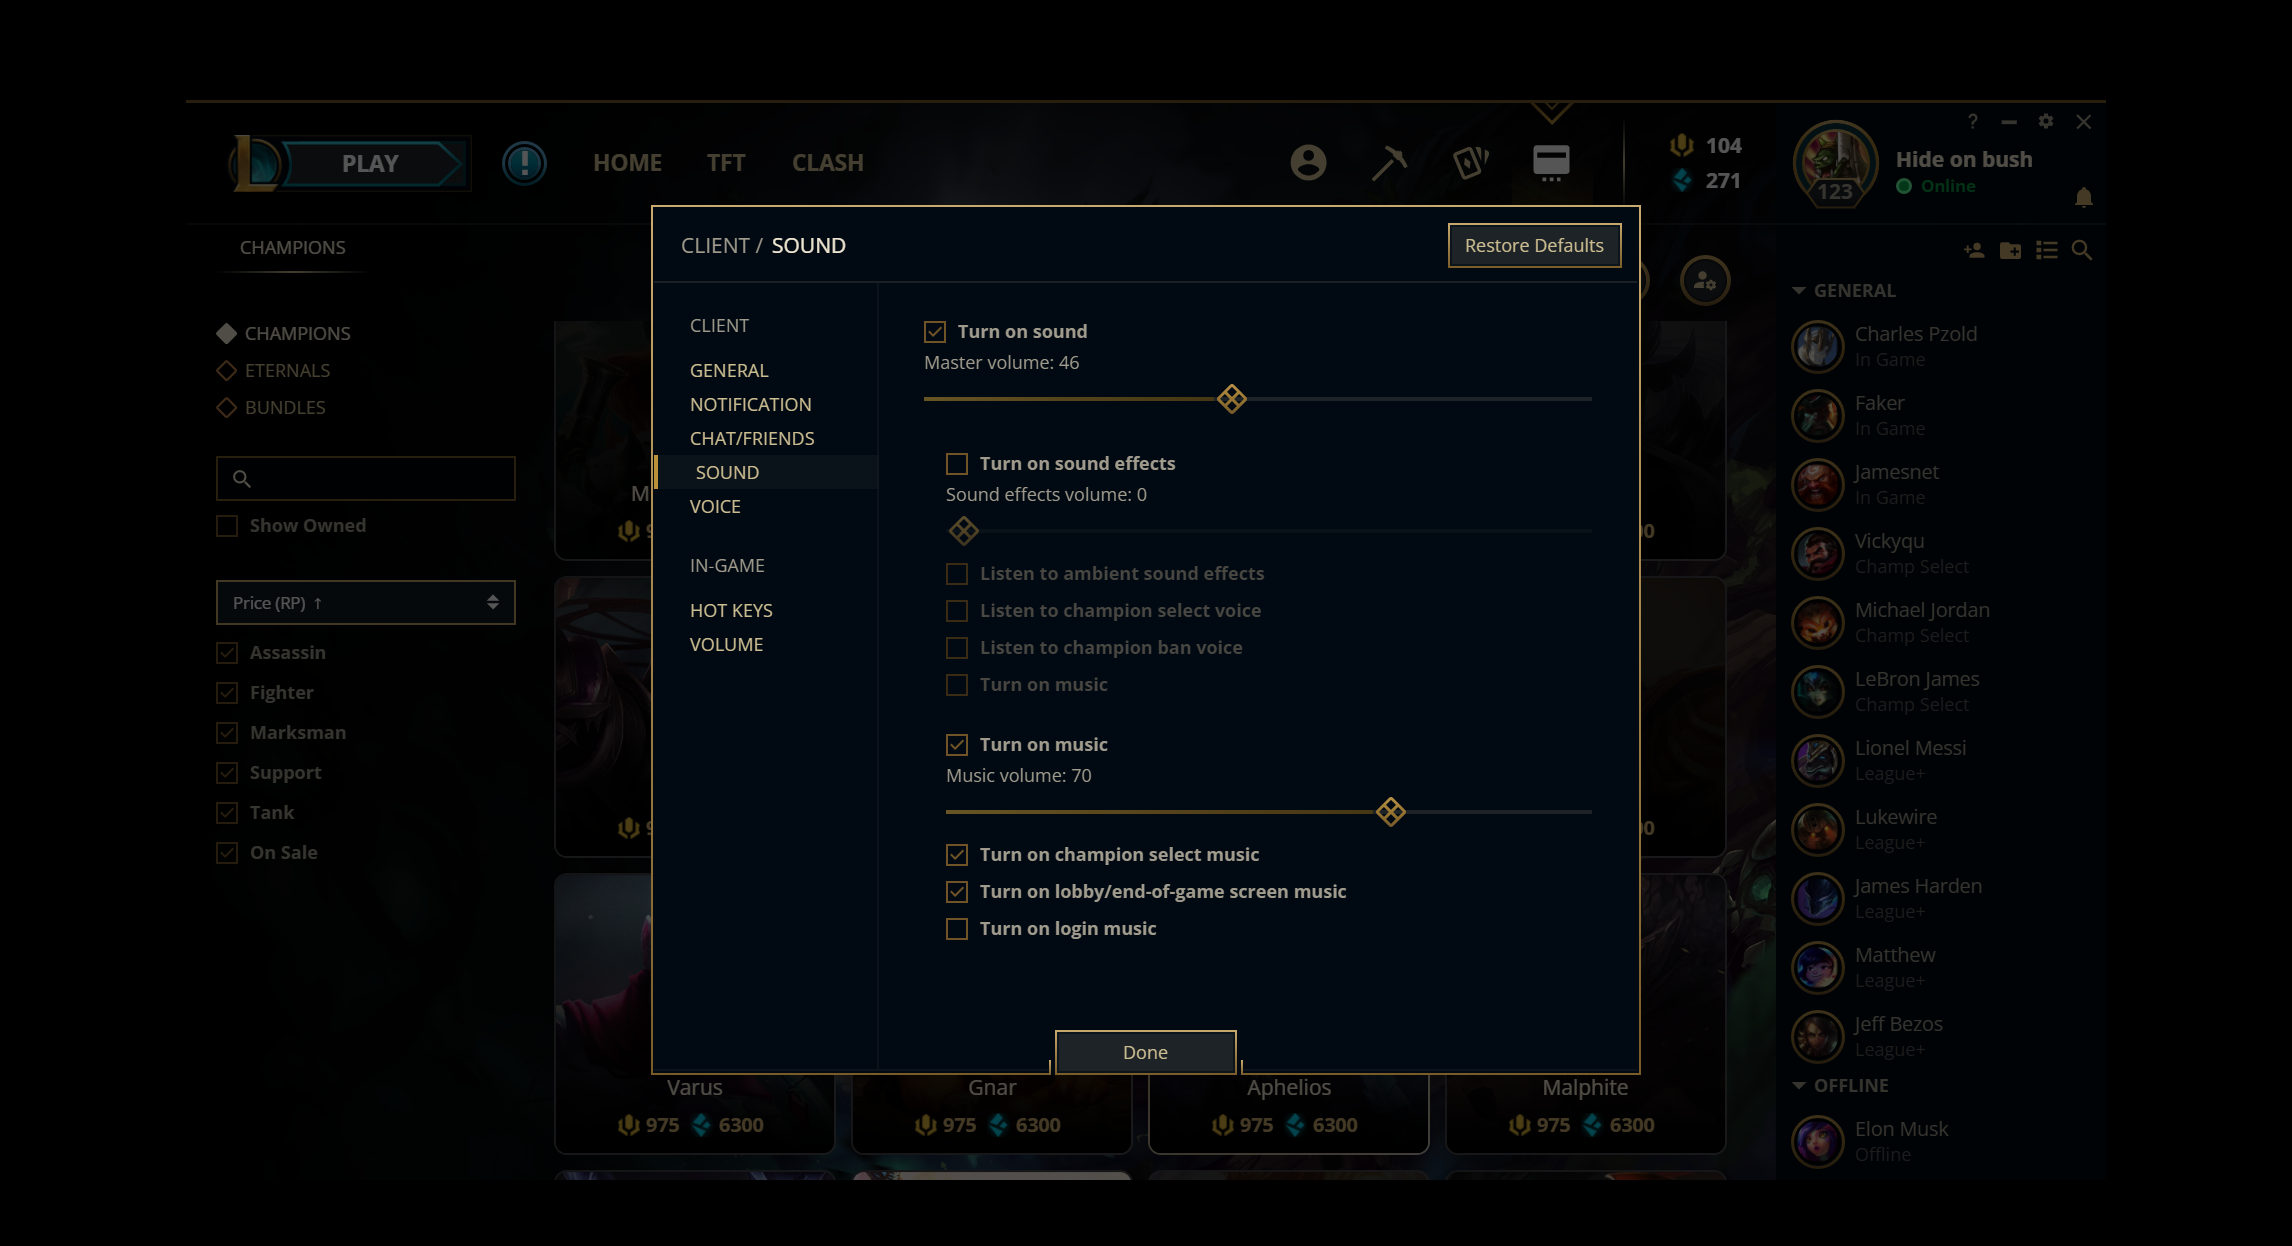 PLAY
HOME
TFT
CLASH
104
271
?
Hide on bush
Online
123
CHAMPIONS
CHAMPIONS
ETERNALS
BUNDLES
Show Owned
Price (RP) ↑
Assassin
Fighter
Marksman
Support
Tank
On Sale
CLIENT / SOUND
Restore Defaults
CLIENT
GENERAL
NOTIFICATION
CHAT/FRIENDS
SOUND
VOICE
IN-GAME
HOT KEYS
VOLUME
Turn on sound
Master volume: 46
Turn on sound effects
Sound effects volume: 0
Listen to ambient sound effects
Listen to champion select voice
Listen to champion ban voice
Turn on music
Turn on music
Music volume: 70
Turn on champion select music
Turn on lobby/end-of-game screen music
Turn on login music
Done
Varus
975 6300
Gnar
975 6300
Aphelios
975 6300
Malphite
975 6300
GENERAL
Charles Pzold
In Game
Faker
In Game
Jamesnet
In Game
Vickyqu
Champ Select
Michael Jordan
Champ Select
LeBron James
Champ Select
Lionel Messi
League+
Lukewire
League+
James Harden
League+
Matthew
League+
Jeff Bezos
League+
OFFLINE
Elon Musk
Offline